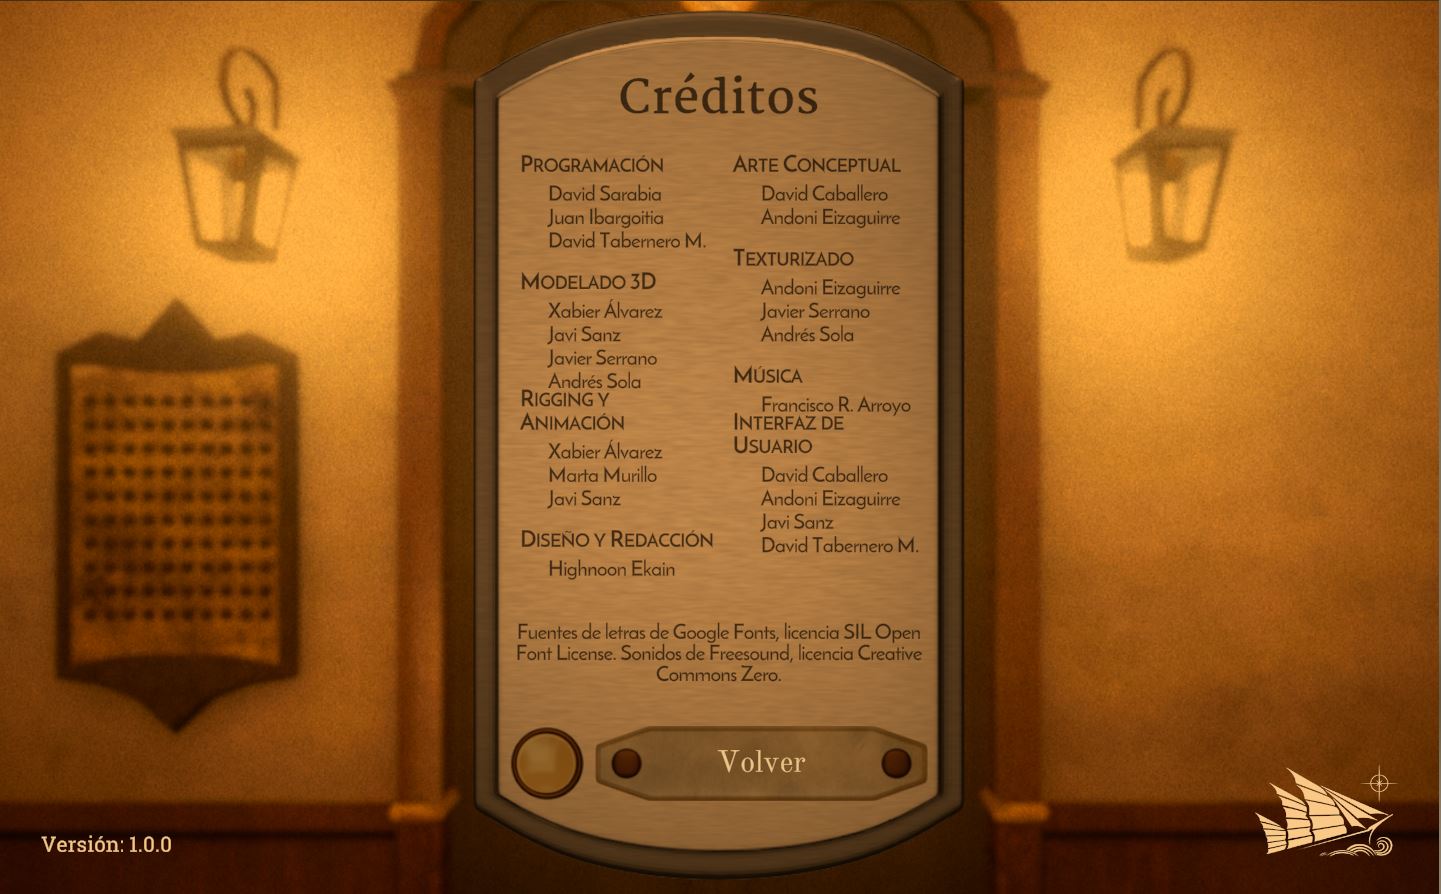 Créditos
Programación
David Sarabia
Juan Ibargoitia
David Tabernero M.
Modelado 3D
Xabier Álvarez
Javi Sanz
Javier Serrano
Andrés Sola
Rigging y
Animación
Xabier Álvarez
Marta Murillo
Javi Sanz
Diseño y Redacción
Highnoon Ekain
Arte Conceptual
David Caballero
Andoni Eizaguirre
Texturizado
Andoni Eizaguirre
Javier Serrano
Andrés Sola
Música
Francisco R. Arroyo
Interfaz de
Usuario
David Caballero
Andoni Eizaguirre
Javi Sanz
David Tabernero M.
Fuentes de letras de Google Fonts, licencia SIL Open
Font License. Sonidos de Freesound, licencia Creative
Commons Zero.
Volver
Versión: 1.0.0